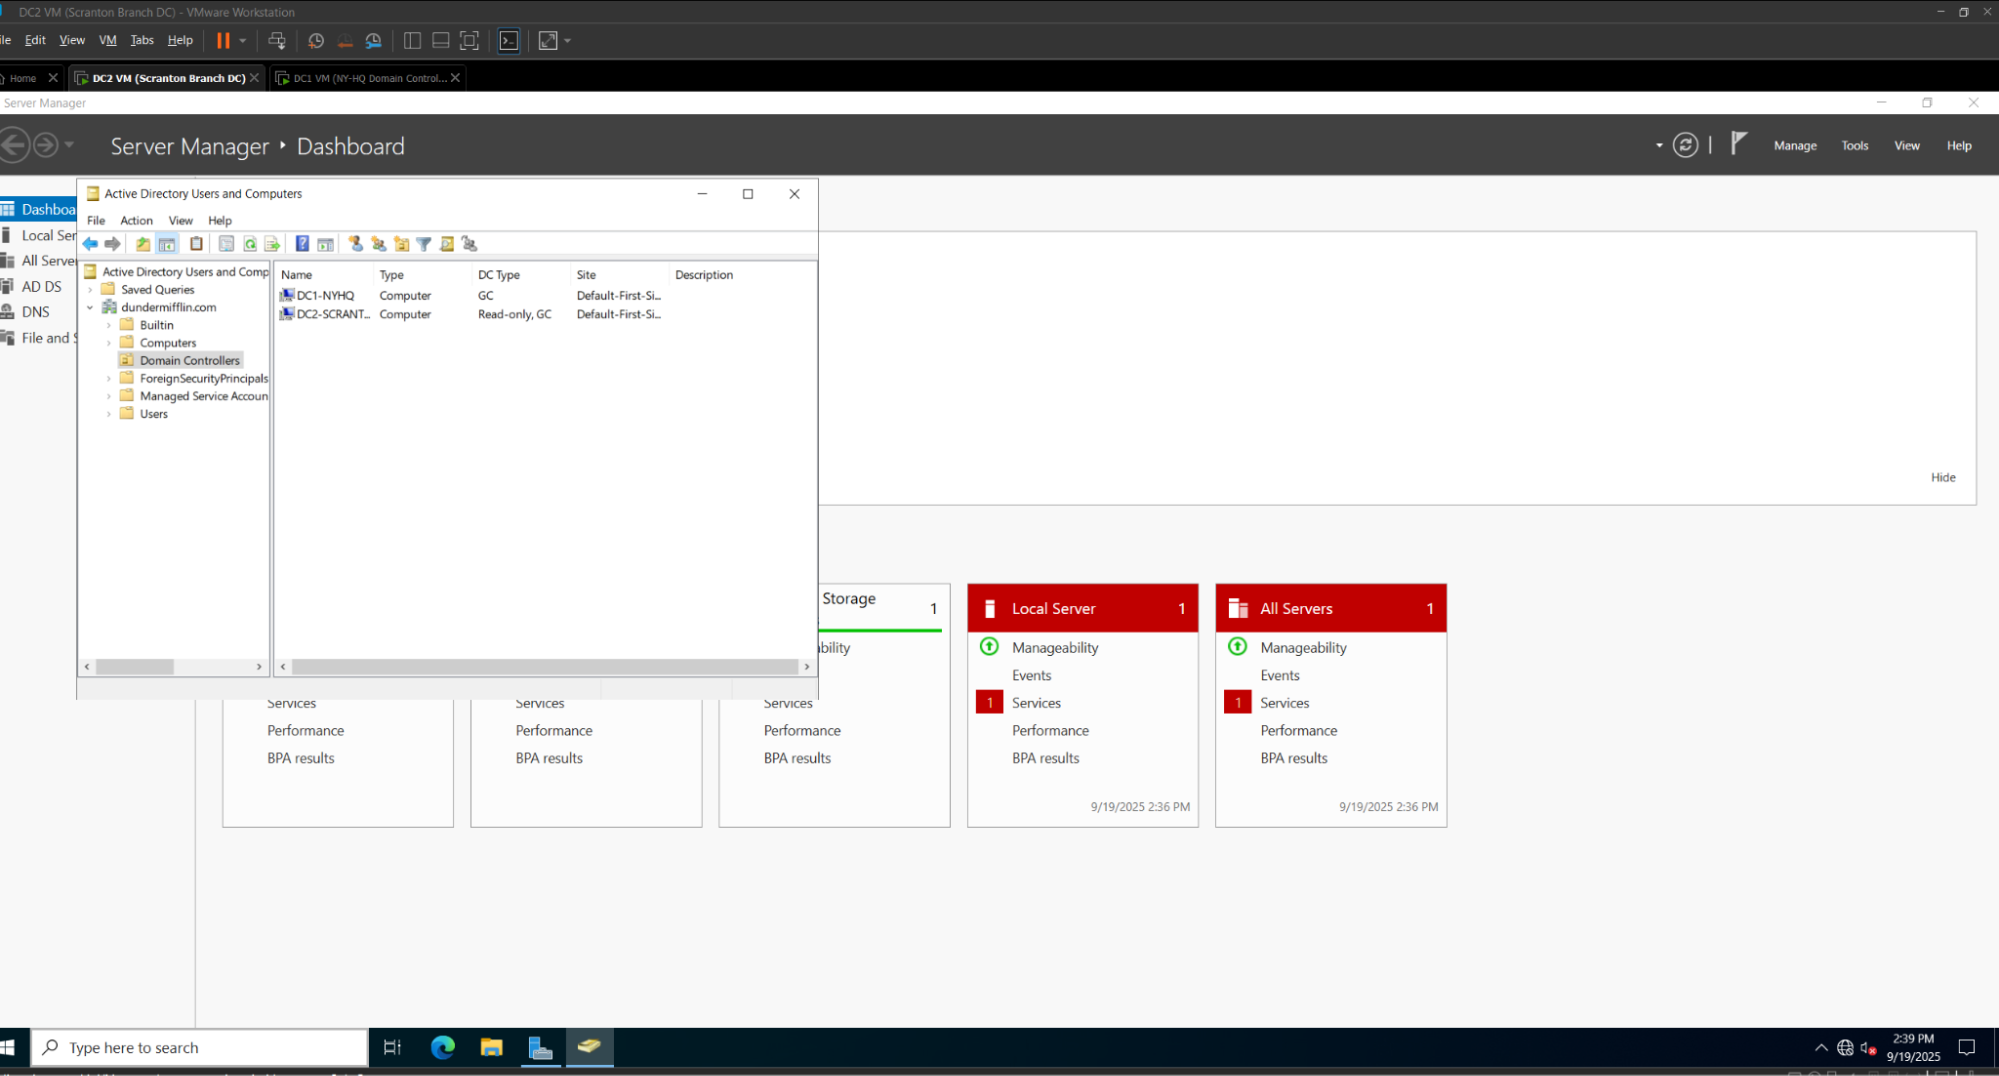 DC2 VM (Scranton Branch DC) - VMware Workstation
ile Edit View VM Tabs Help
Home DC2 VM (Scranton Branch DC) DC1 VM (NY-HQ Domain Control...
Server Manager
Server Manager Dashboard
Manage Tools View Help
Dashboa
Local Ser
All Server
AD DS
DNS
File and S
Active Directory Users and Computers
File Action View Help
Active Directory Users and Comp
Saved Queries
dundermifflin.com
Builtin
Computers
Domain Controllers
ForeignSecurityPrincipals
Managed Service Accoun
Users
Name Type DC Type Site Description
DC1-NYHQ Computer GC Default-First-Si...
DC2-SCRANT... Computer Read-only, GC Default-First-Si...
Hide
Services
Performance
BPA results
Services
Performance
BPA results
Storage 1
bility
Services
Performance
BPA results
Local Server 1
Manageability
Events
1 Services
Performance
BPA results
9/19/2025 2:36 PM
All Servers 1
Manageability
Events
1 Services
Performance
BPA results
9/19/2025 2:36 PM
Type here to search
2:39 PM
9/19/2025